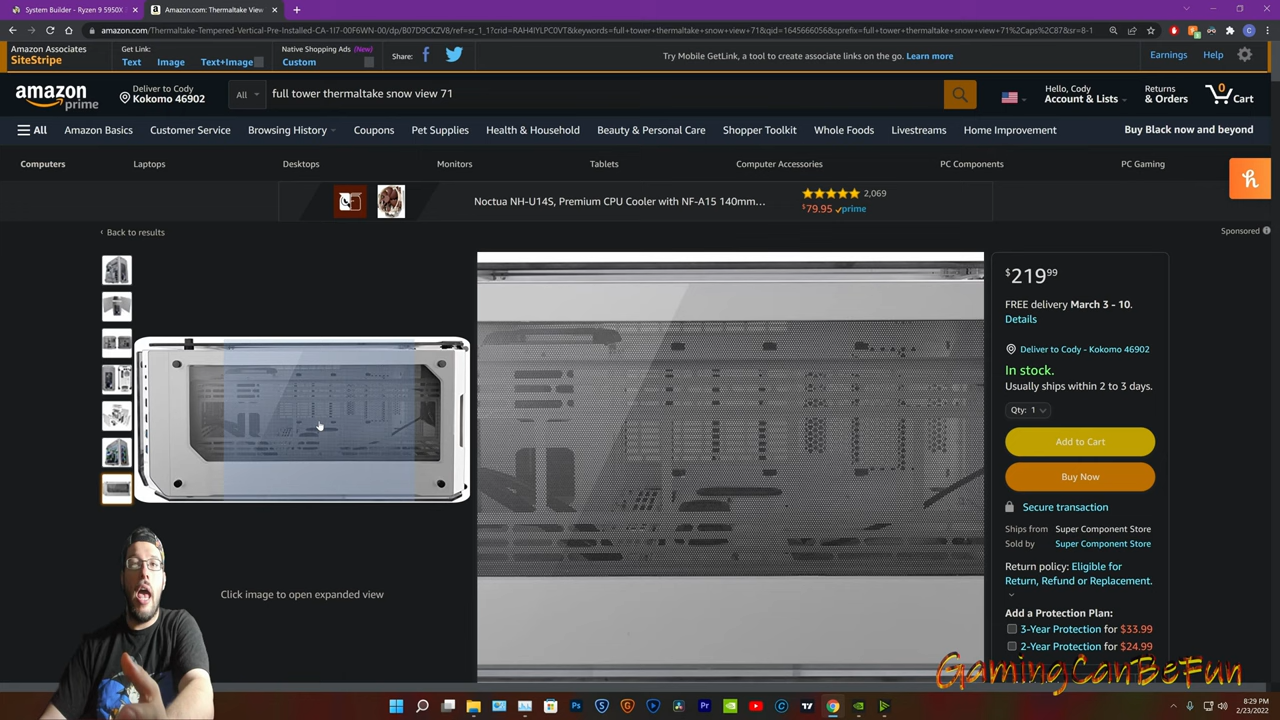 System Builder - Ryzen 9 5950X
Amazon.com: Thermaltake View
amazon.com/Thermaltake-Tempered-Vertical-Pre-Installed-CA-1I7-00F6WN-00/dp/B07D9CKZV8/ref=sr_1_1?crid=RAH4IYLPC0VT&keywords=full+tower+thermaltake+snow+view+71&qid=1645666056&sprefix=full+tower+thermaltake+snow+view+71%2Caps%2C87&sr=8-1
Amazon Associates
SiteStripe
Get Link:
Text Image Text+Image
Native Shopping Ads (New)
Custom
Share:
Try Mobile GetLink, a tool to create associate links on the go. Learn more
Earnings Help
amazon prime
Deliver to Cody
Kokomo 46902
All
full tower thermaltake snow view 71
Hello, Cody
Account & Lists
Returns
& Orders
0
Cart
All Amazon Basics Customer Service Browsing History Coupons Pet Supplies Health & Household Beauty & Personal Care Shopper Toolkit Whole Foods Livestreams Home Improvement Buy Black now and beyond
Computers Laptops Desktops Monitors Tablets Computer Accessories PC Components PC Gaming
Noctua NH-U14S, Premium CPU Cooler with NF-A15 140mm...
2,069
$79.95 prime
‹ Back to results
Sponsored
$219.99
FREE delivery March 3 - 10.
Details
Deliver to Cody - Kokomo 46902
In stock.
Usually ships within 2 to 3 days.
Qty: 1
Add to Cart
Buy Now
Secure transaction
Ships from Super Component Store
Sold by Super Component Store
Return policy: Eligible for
Return, Refund or Replacement.
Add a Protection Plan:
3-Year Protection for $33.99
2-Year Protection for $24.99
Click image to open expanded view
GamingCanBeFun
8:29 PM
2/23/2022